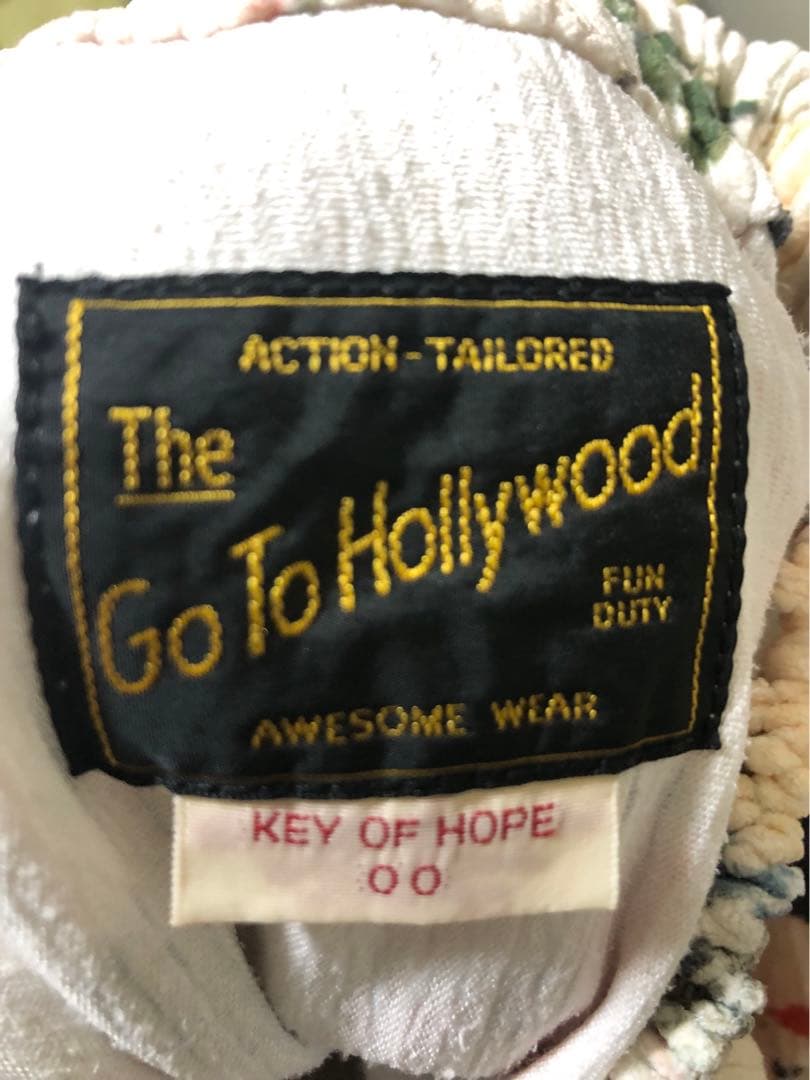 ACTION-TAILORED
The
Go To Hollywood
FUN
DUTY
AWESOME WEAR
KEY OF HOPE
00